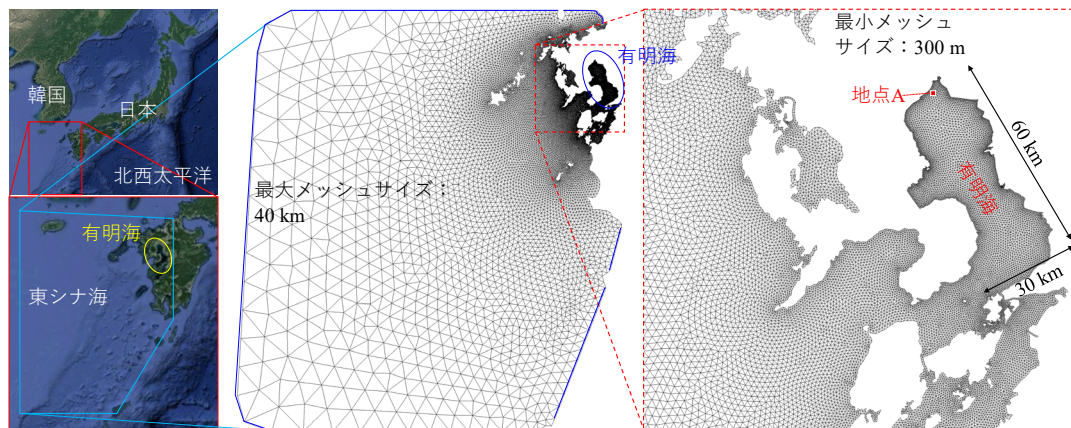 韓国
日本
北西太平洋
有明海
東シナ海
有明海
最大メッシュサイズ：
40 km
最小メッシュ
サイズ：300 m
地点A
60 km
有明海
30 km